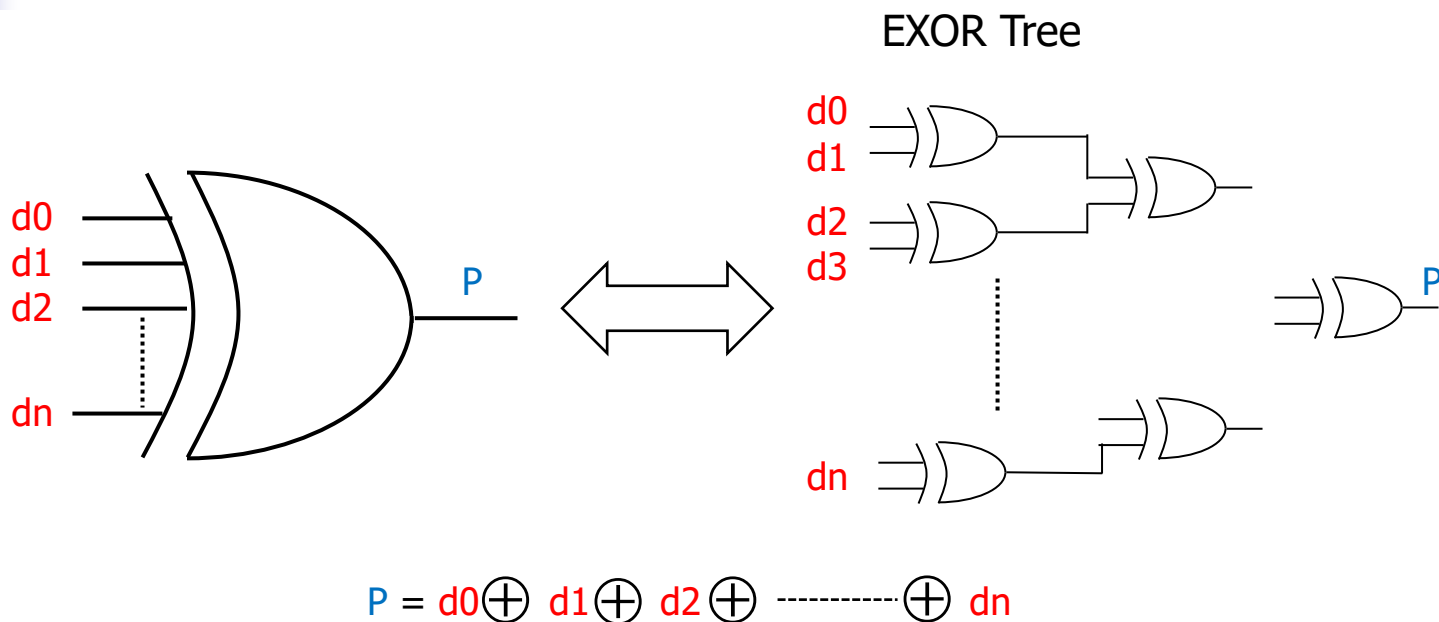 EXOR Tree
d0
d1
d2
dn
P
d0
d1
d2
d3
dn
P
P = d0 ⊕ d1 ⊕ d2 ⊕ ---------- ⊕ dn